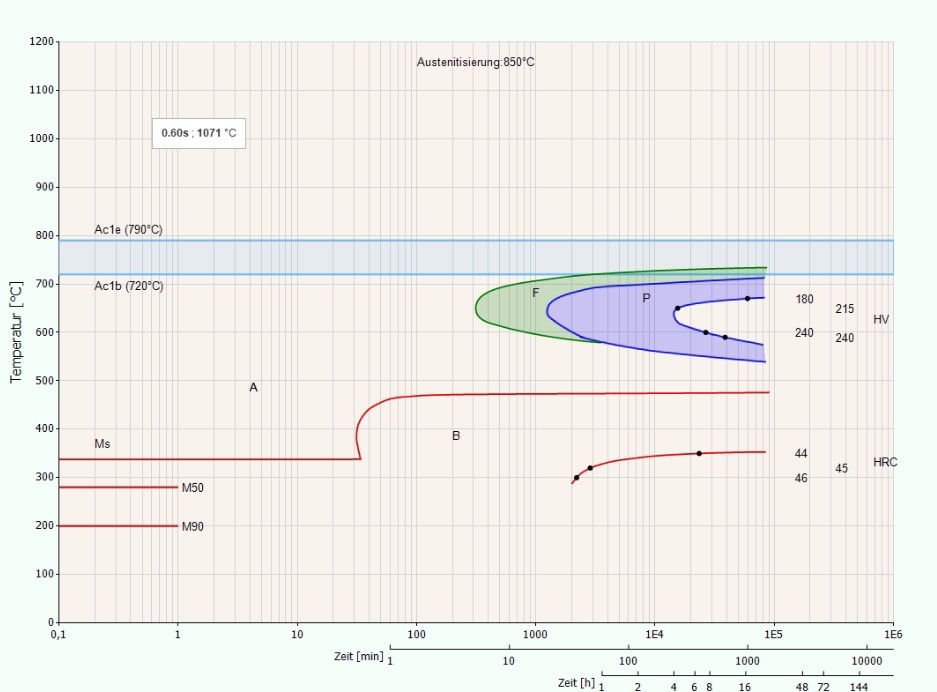 1200
Austenitisierung:850°C
1100
1000
0.60s ; 1071 °C
900
800
Ac1e (790°C)
700
Ac1b (720°C)
F
P
180
215
HV
600
240
240
Temperatur [°C]
500
A
400
B
Ms
44
HRC
45
300
46
M50
200
M90
100
0
0,1
1
10
100
1000
1E4
1E5
1E6
Zeit [min]
1
10
100
1000
10000
Zeit [h]
1
2
4
6
8
16
48
72
144